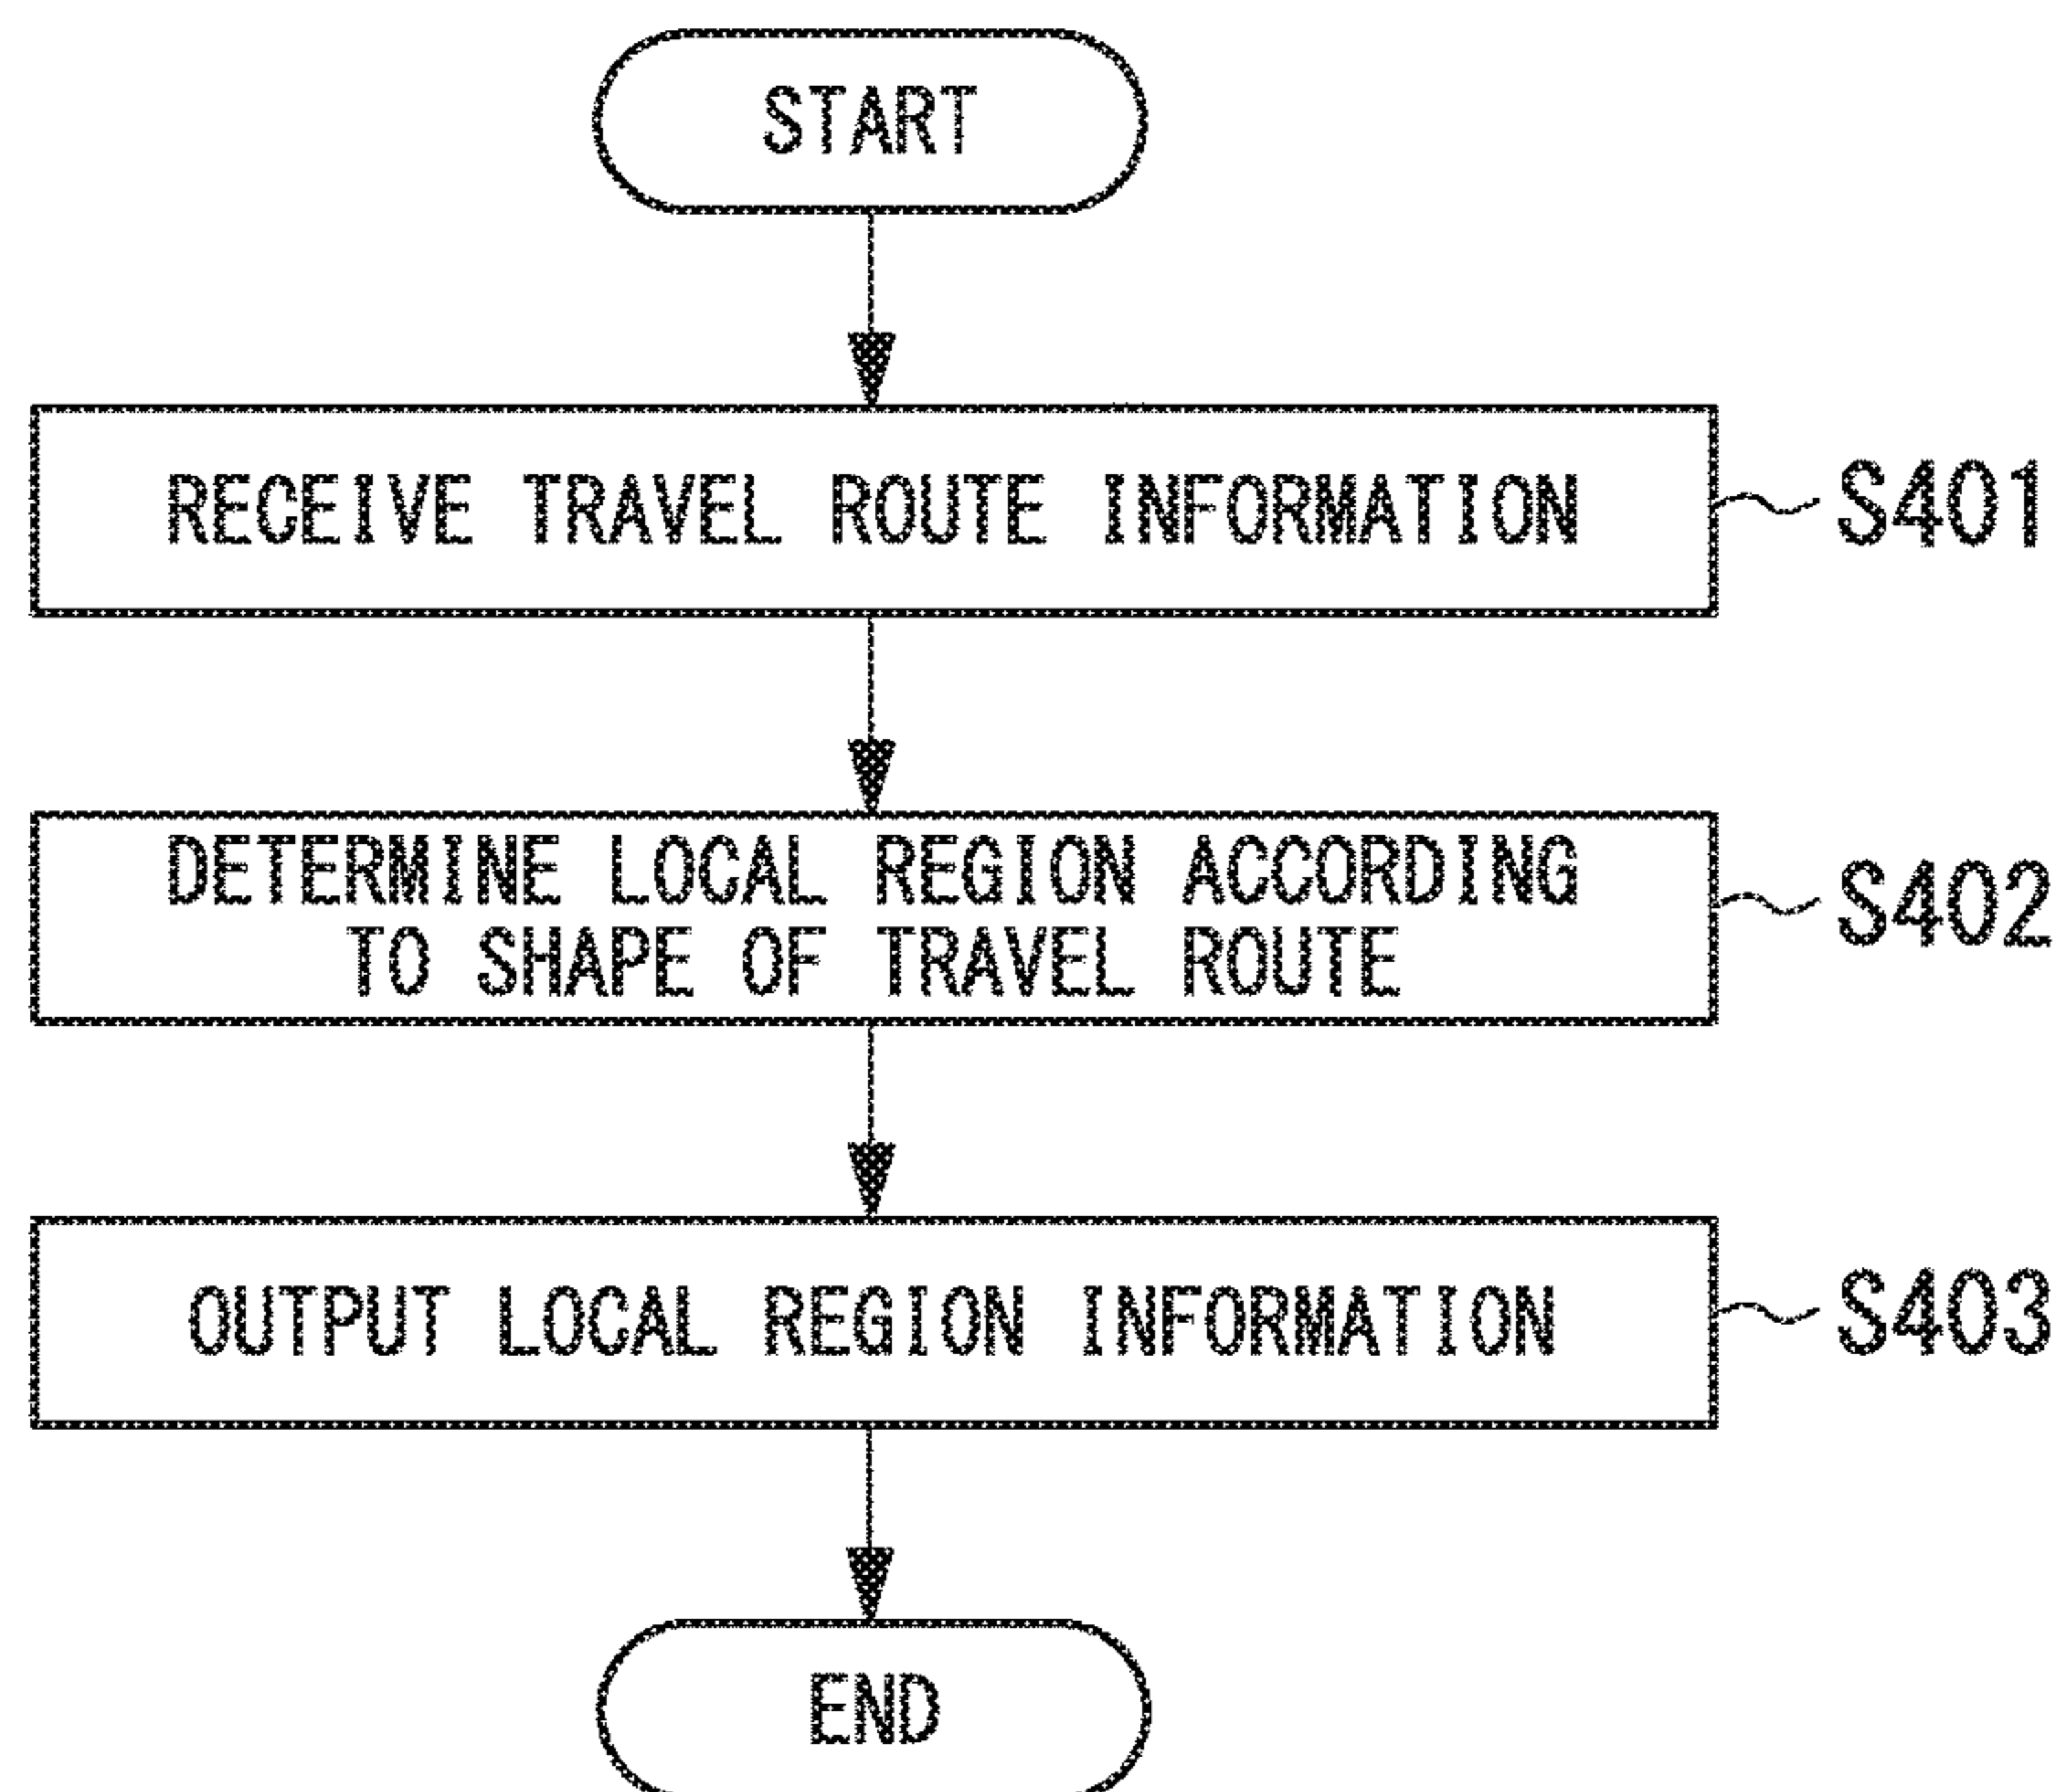 START
RECEIVE TRAVEL ROUTE INFORMATION
S401
DETERMINE LOCAL REGION ACCORDING
TO SHAPE OF TRAVEL ROUTE
S402
OUTPUT LOCAL REGION INFORMATION
S403
END